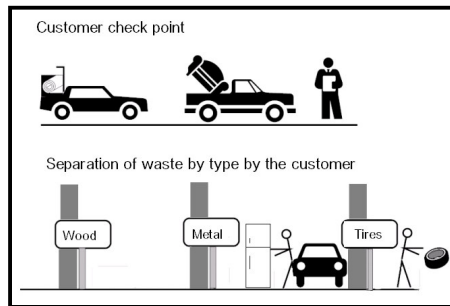 Customer check point
Separation of waste by type by the customer
Wood
Metal
Tires